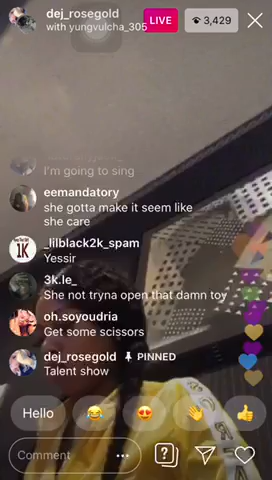 dej_rosegold
with yungvulcha_305
LIVE
3,429
I'm going to sing
eemandatory
she gotta make it seem like
she care
1K
_lilblack2k_spam
Yessir
3k.le_
She not tryna open that damn toy
oh.soyoudria
Get some scissors
dej_rosegold PINNED
Talent show
Hello
Comment